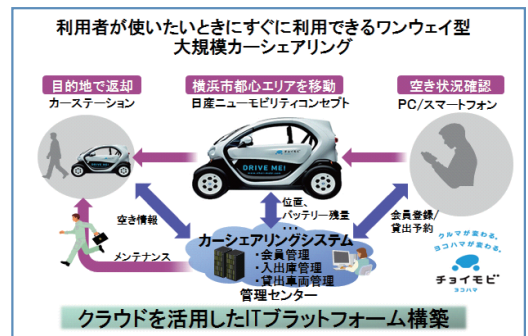 利用者が使いたいときにすぐに利用できるワンウェイ型
大規模カーシェアリング
目的地で返却
カーステーション
横浜市都心エリアを移動
日産ニューモビリティコンセプト
空き状況確認
PC/スマートフォン
DRIVE ME!
空き情報
位置、
バッテリー残量
…
会員登録/
貸出予約
メンテナンス
カーシェアリングシステム
・会員管理
・入出庫管理
・貸出車両管理
管理センター
クルマが変わる。
ヨコハマが変わる。
チョイモビ
ヨコハマ
クラウドを活用したITプラットフォーム構築